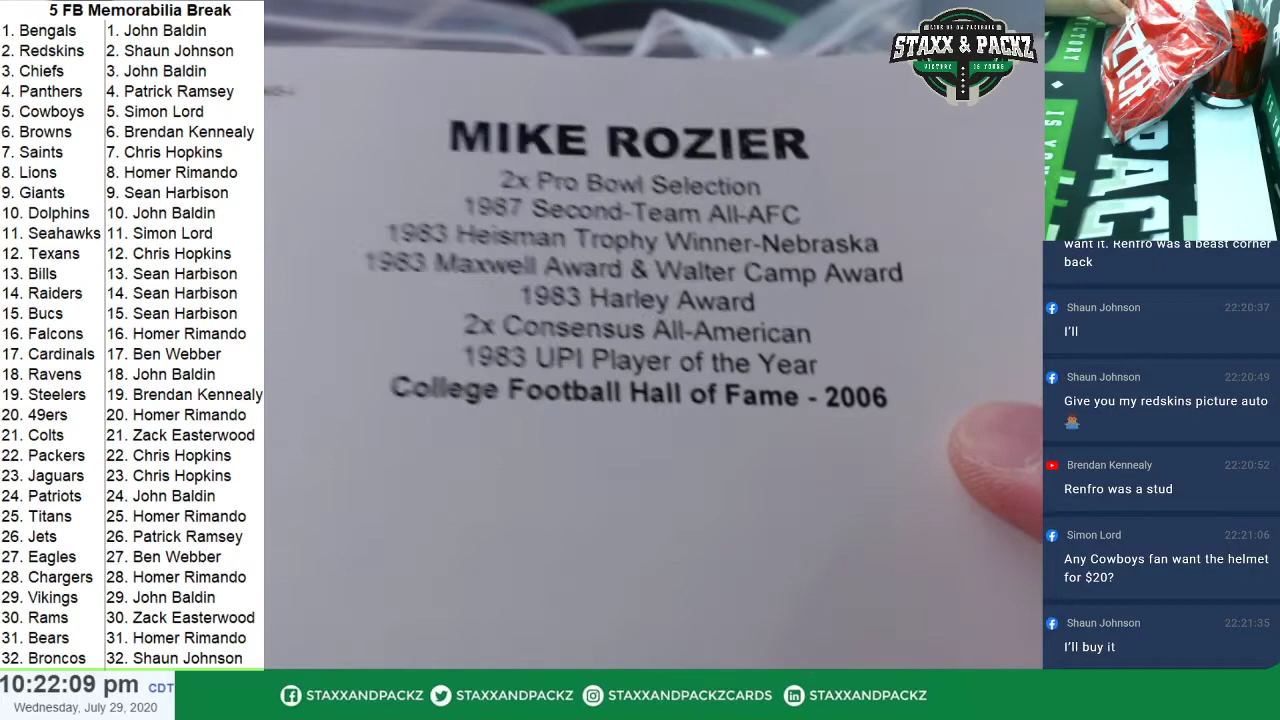 5 FB Memorabilia Break
1. Bengals 1. John Baldin
2. Redskins 2. Shaun Johnson
3. Chiefs 3. John Baldin
4. Panthers 4. Patrick Ramsey
5. Cowboys 5. Simon Lord
6. Browns 6. Brendan Kennealy
7. Saints 7. Chris Hopkins
8. Lions 8. Homer Rimando
9. Giants 9. Sean Harbison
10. Dolphins 10. John Baldin
11. Seahawks 11. Simon Lord
12. Texans 12. Chris Hopkins
13. Bills 13. Sean Harbison
14. Raiders 14. Sean Harbison
15. Bucs 15. Sean Harbison
16. Falcons 16. Homer Rimando
17. Cardinals 17. Ben Webber
18. Ravens 18. John Baldin
19. Steelers 19. Brendan Kennealy
20. 49ers 20. Homer Rimando
21. Colts 21. Zack Easterwood
22. Packers 22. Chris Hopkins
23. Jaguars 23. Chris Hopkins
24. Patriots 24. John Baldin
25. Titans 25. Homer Rimando
26. Jets 26. Patrick Ramsey
27. Eagles 27. Ben Webber
28. Chargers 28. Homer Rimando
29. Vikings 29. John Baldin
30. Rams 30. Zack Easterwood
31. Bears 31. Homer Rimando
32. Broncos 32. Shaun Johnson
10:22:09 pm CDT
Wednesday, July 29, 2020
MIKE ROZIER
2x Pro Bowl Selection
1987 Second-Team All-AFC
1983 Heisman Trophy Winner-Nebraska
1983 Maxwell Award & Walter Camp Award
1983 Harley Award
2x Consensus All-American
1983 UPI Player of the Year
College Football Hall of Fame - 2006
LIKE US ON FACEBOOK
STAXX & PACKZ
VICTORY IS YOURS
VICTORY
want it. Renfro was a beast corner
back
Shaun Johnson 22:20:37
I'll
Shaun Johnson 22:20:49
Give you my redskins picture auto
Brendan Kennealy 22:20:52
Renfro was a stud
Simon Lord 22:21:06
Any Cowboys fan want the helmet
for $20?
Shaun Johnson 22:21:35
I'll buy it
STAXXANDPACKZ STAXXANDPACKZ STAXXANDPACKZCARDS STAXXANDPACKZ